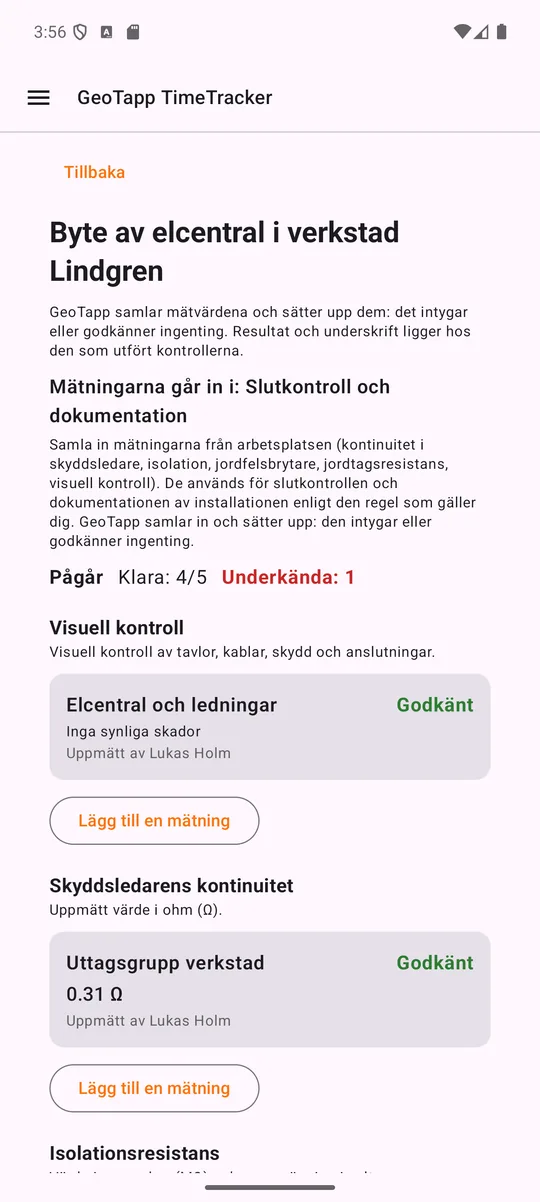 3:56
GeoTapp TimeTracker
Tillbaka
Byte av elcentral i verkstad
Lindgren
GeoTapp samlar mätvärdena och sätter upp dem: det intygar
eller godkänner ingenting. Resultat och underskrift ligger hos
den som utfört kontrollerna.
Mätningarna går in i: Slutkontroll och
dokumentation
Samla in mätningarna från arbetsplatsen (kontinuitet i
skyddsledare, isolation, jordfelsbrytare, jordtagsresistans,
visuell kontroll). De används för slutkontrollen och
dokumentationen av installationen enligt den regel som gäller
dig. GeoTapp samlar in och sätter upp: den intygar eller
godkänner ingenting.
Pågår Klara: 4/5 Underkända: 1
Visuell kontroll
Visuell kontroll av tavlor, kablar, skydd och anslutningar.
Elcentral och ledningar Godkänt
Inga synliga skador
Uppmätt av Lukas Holm
Lägg till en mätning
Skyddsledarens kontinuitet
Uppmätt värde i ohm (Ω).
Uttagsgrupp verkstad Godkänt
0.31 Ω
Uppmätt av Lukas Holm
Lägg till en mätning
Isolationsresistans